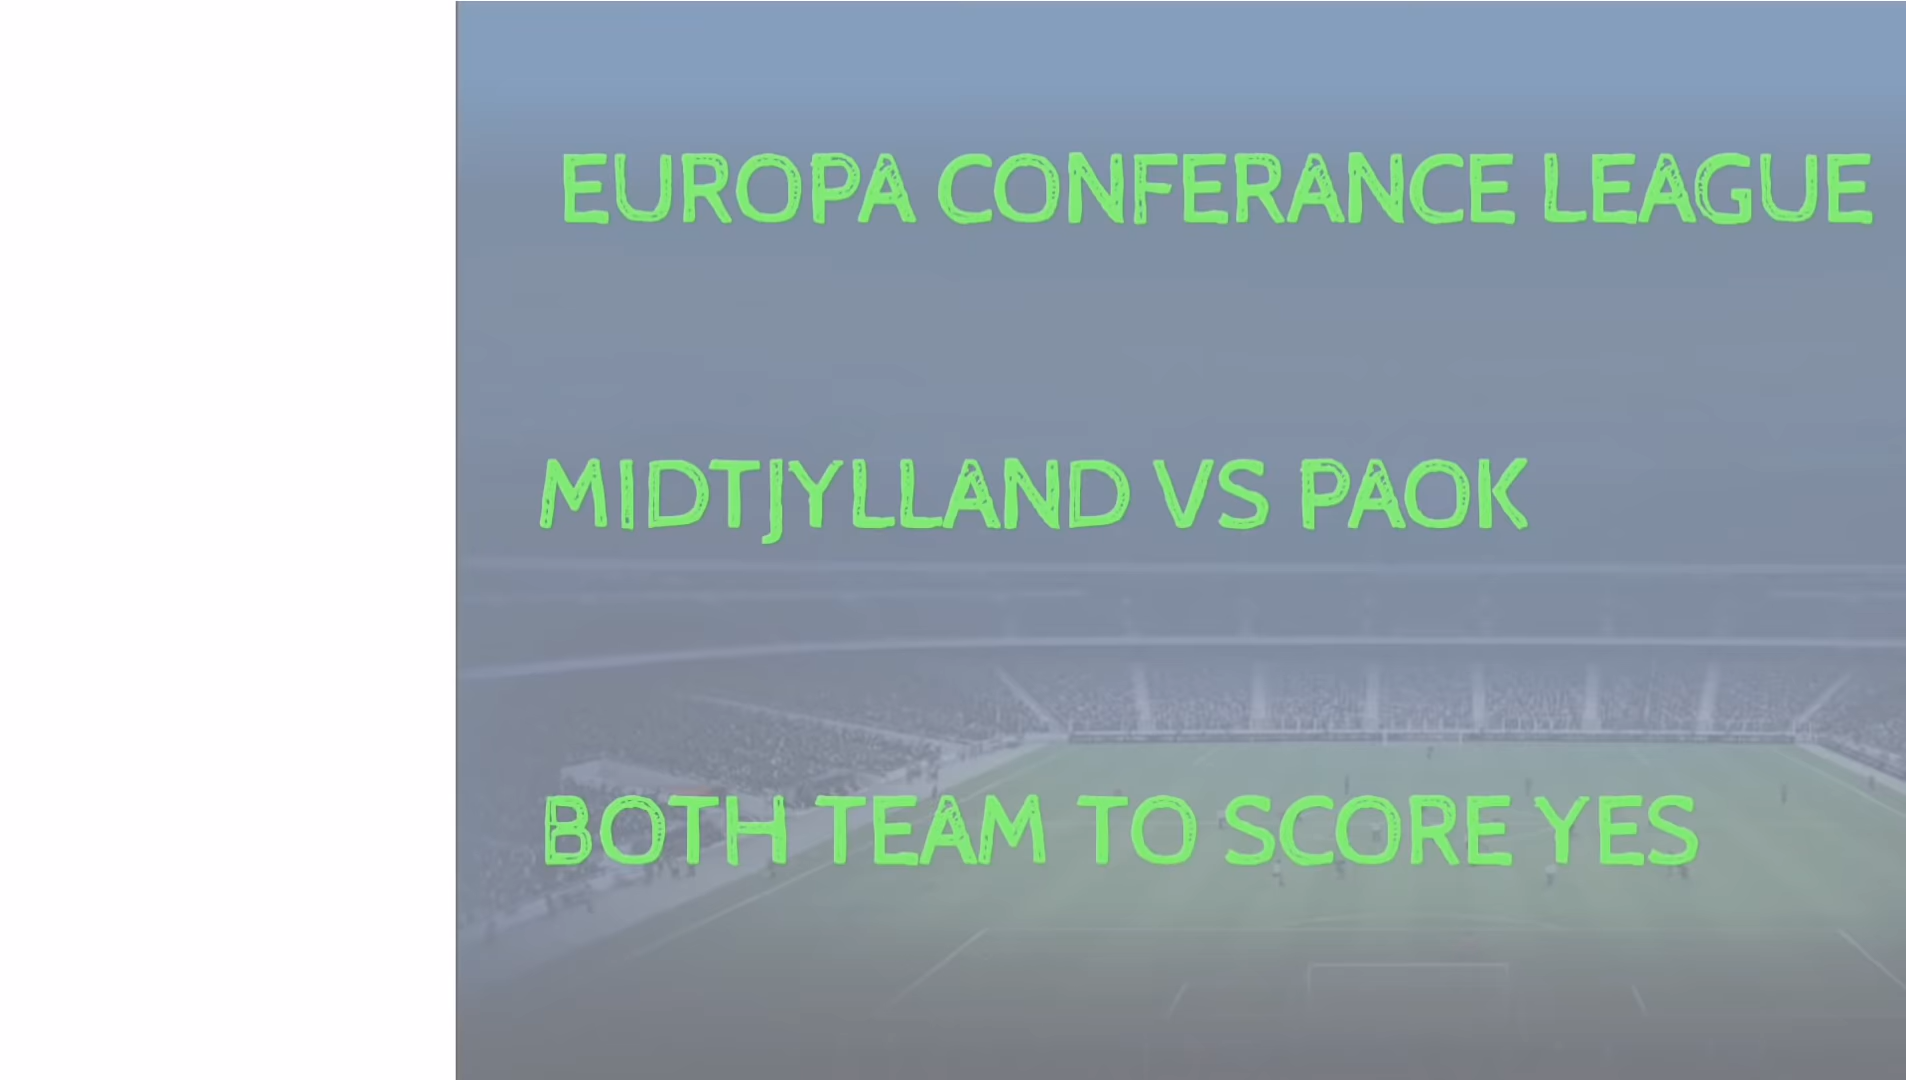 EUROPA CONFERANCE LEAGUE
MIDTJYLLAND VS PAOK
BOTH TEAM TO SCORE YES